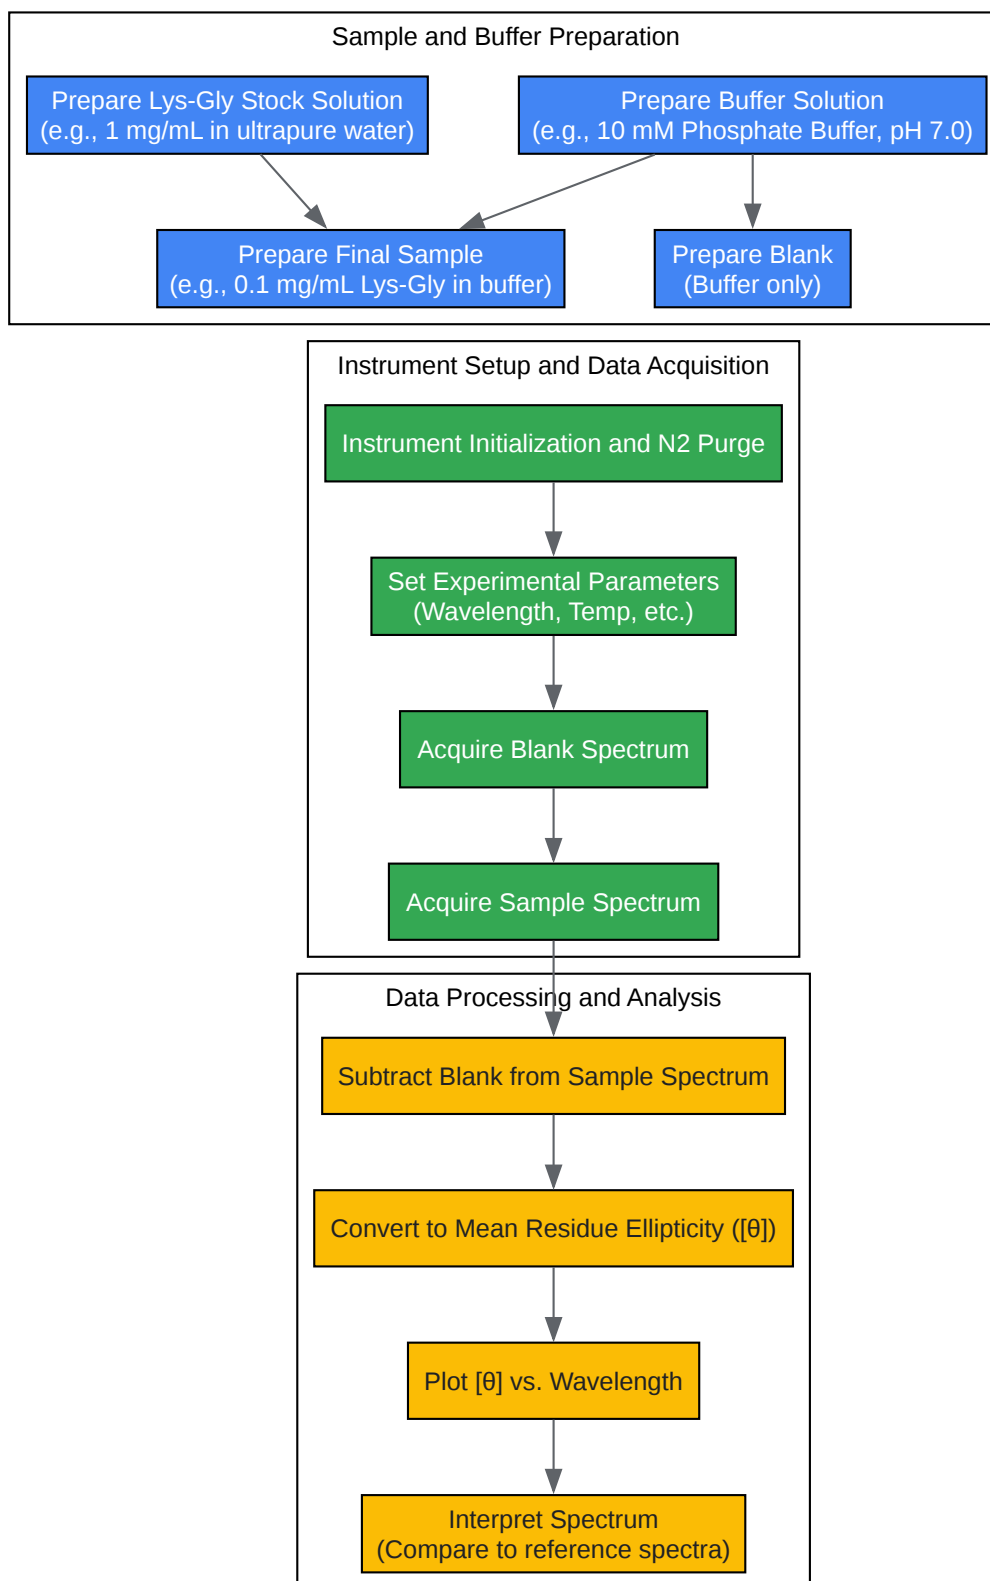 Sample and Buffer Preparation
Prepare Lys-Gly Stock Solution
(e.g., 1 mg/mL in ultrapure water)
Prepare Buffer Solution
(e.g., 10 mM Phosphate Buffer, pH 7.0)
Prepare Final Sample
(e.g., 0.1 mg/mL Lys-Gly in buffer)
Prepare Blank
(Buffer only)
Instrument Setup and Data Acquisition
Instrument Initialization and N2 Purge
Set Experimental Parameters
(Wavelength, Temp, etc.)
Acquire Blank Spectrum
Acquire Sample Spectrum
Data Processing and Analysis
Subtract Blank from Sample Spectrum
Convert to Mean Residue Ellipticity ([θ])
Plot [θ] vs. Wavelength
Interpret Spectrum
(Compare to reference spectra)